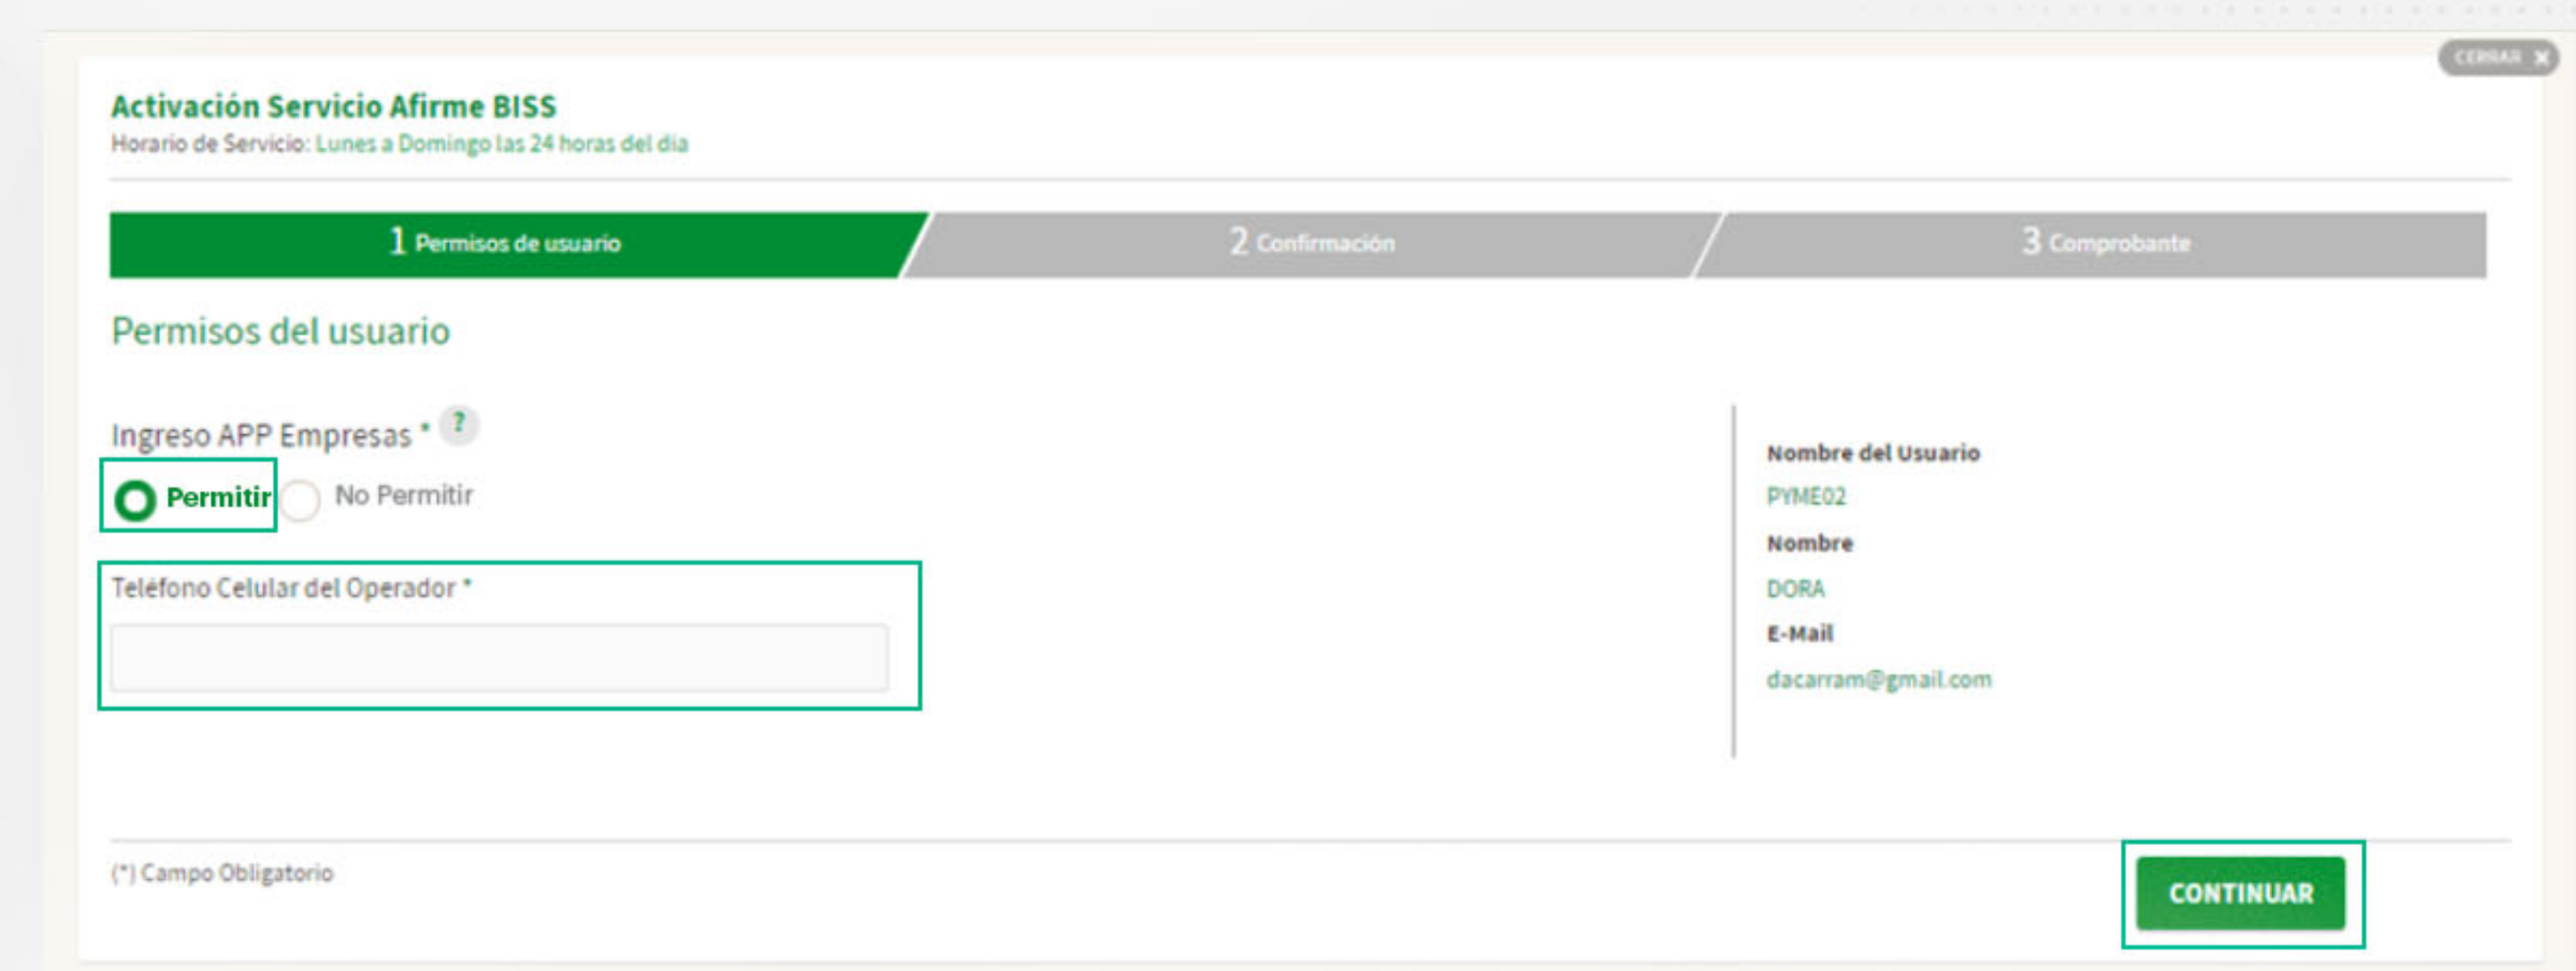 CERRAR X
Activación Servicio Afirme BISS
Horario de Servicio: Lunes a Domingo las 24 horas del dia
1 Permisos de usuario
2 Confirmación
3 Comprobante
Permisos del usuario
Ingreso APP Empresas * ?
Permitir No Permitir
Teléfono Celular del Operador *
Nombre del Usuario
PYME02
Nombre
DORA
E-Mail
dacarram@gmail.com
(*) Campo Obligatorio
CONTINUAR